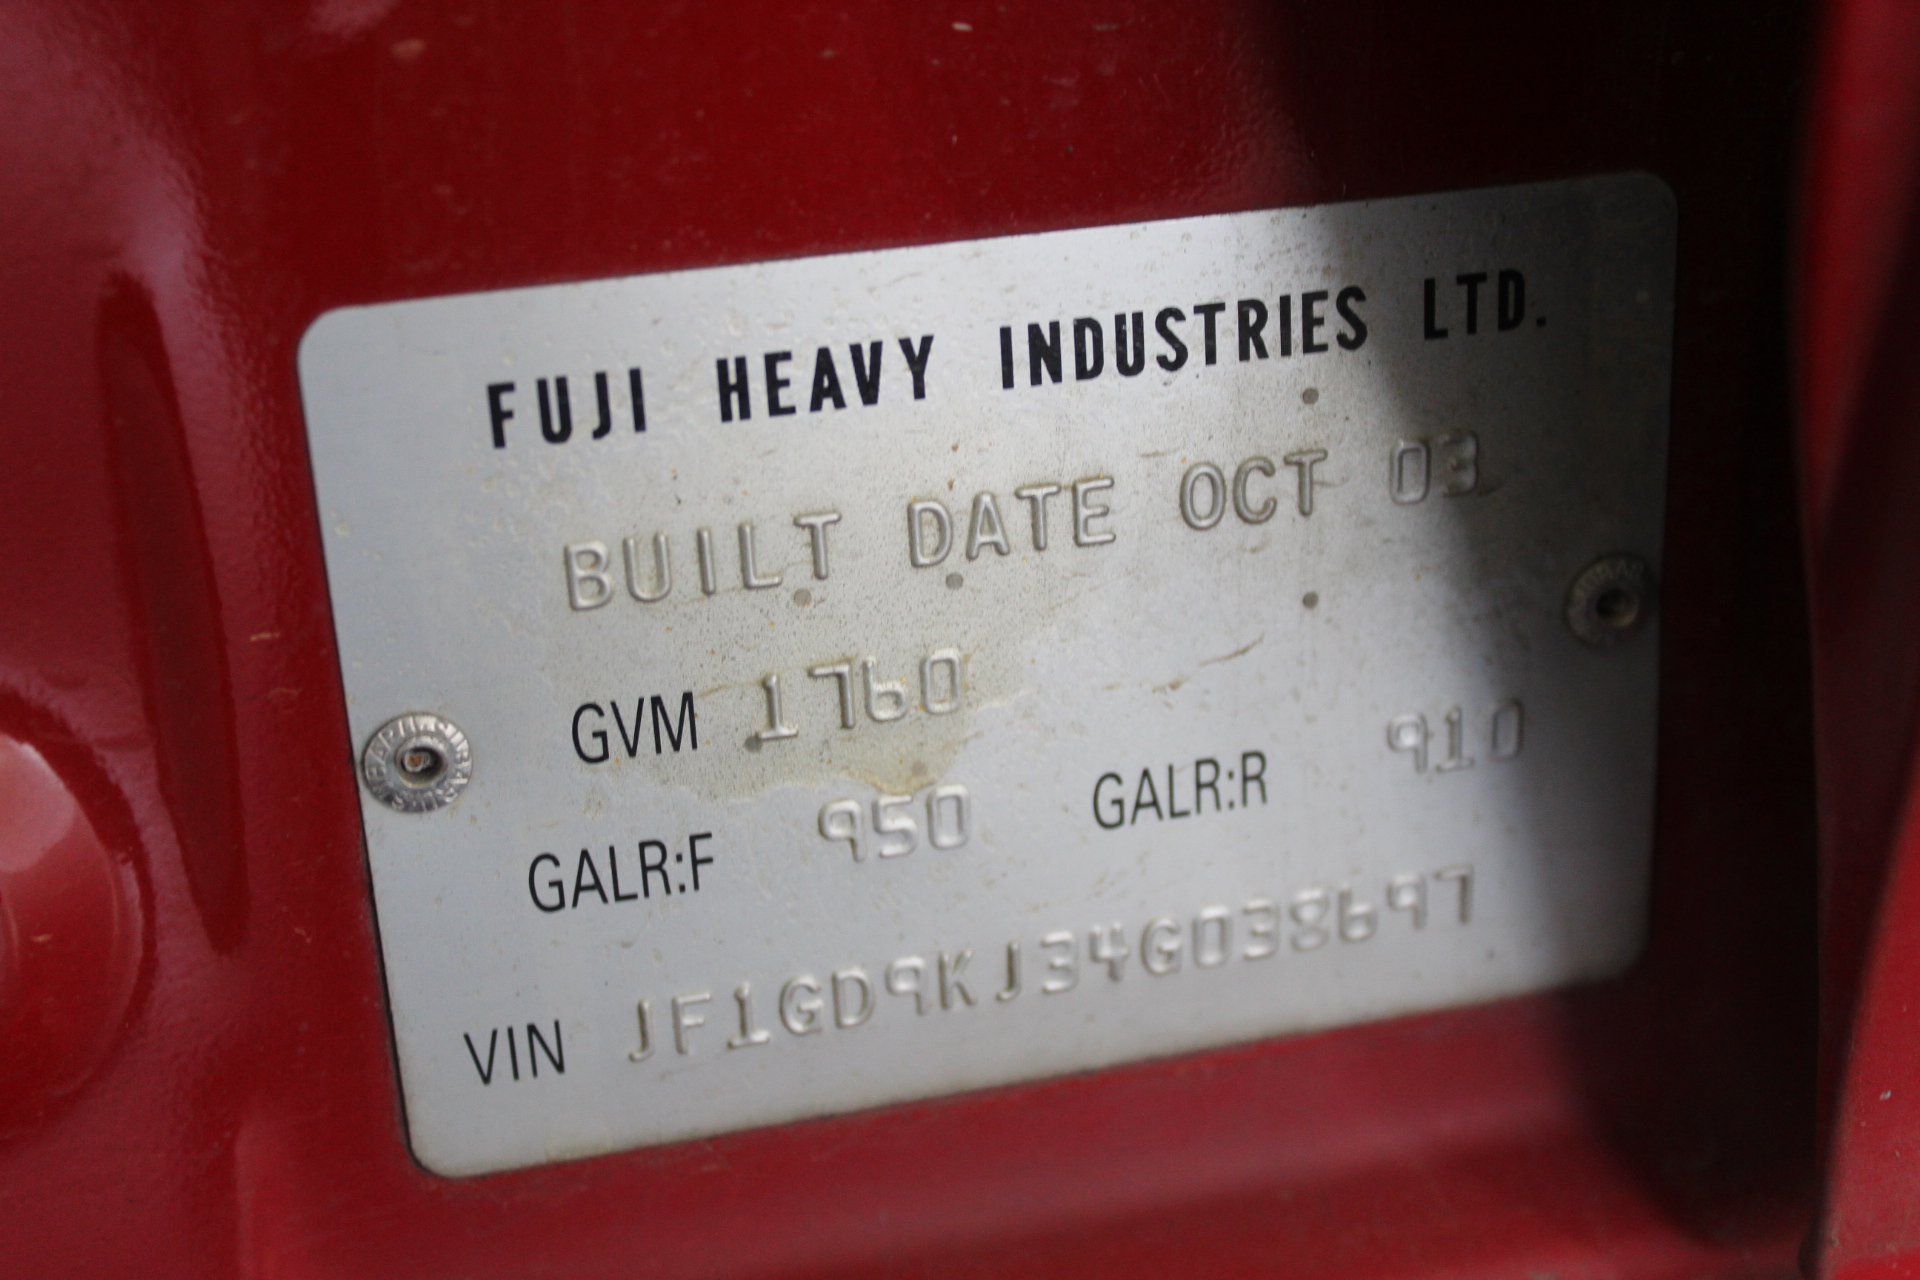 FUJI HEAVY INDUSTRIES LTD.
BUILT DATE OCT 03
GVM 1760
GALR:F 950 GALR:R 910
VIN JF1GD9KJ34G038697